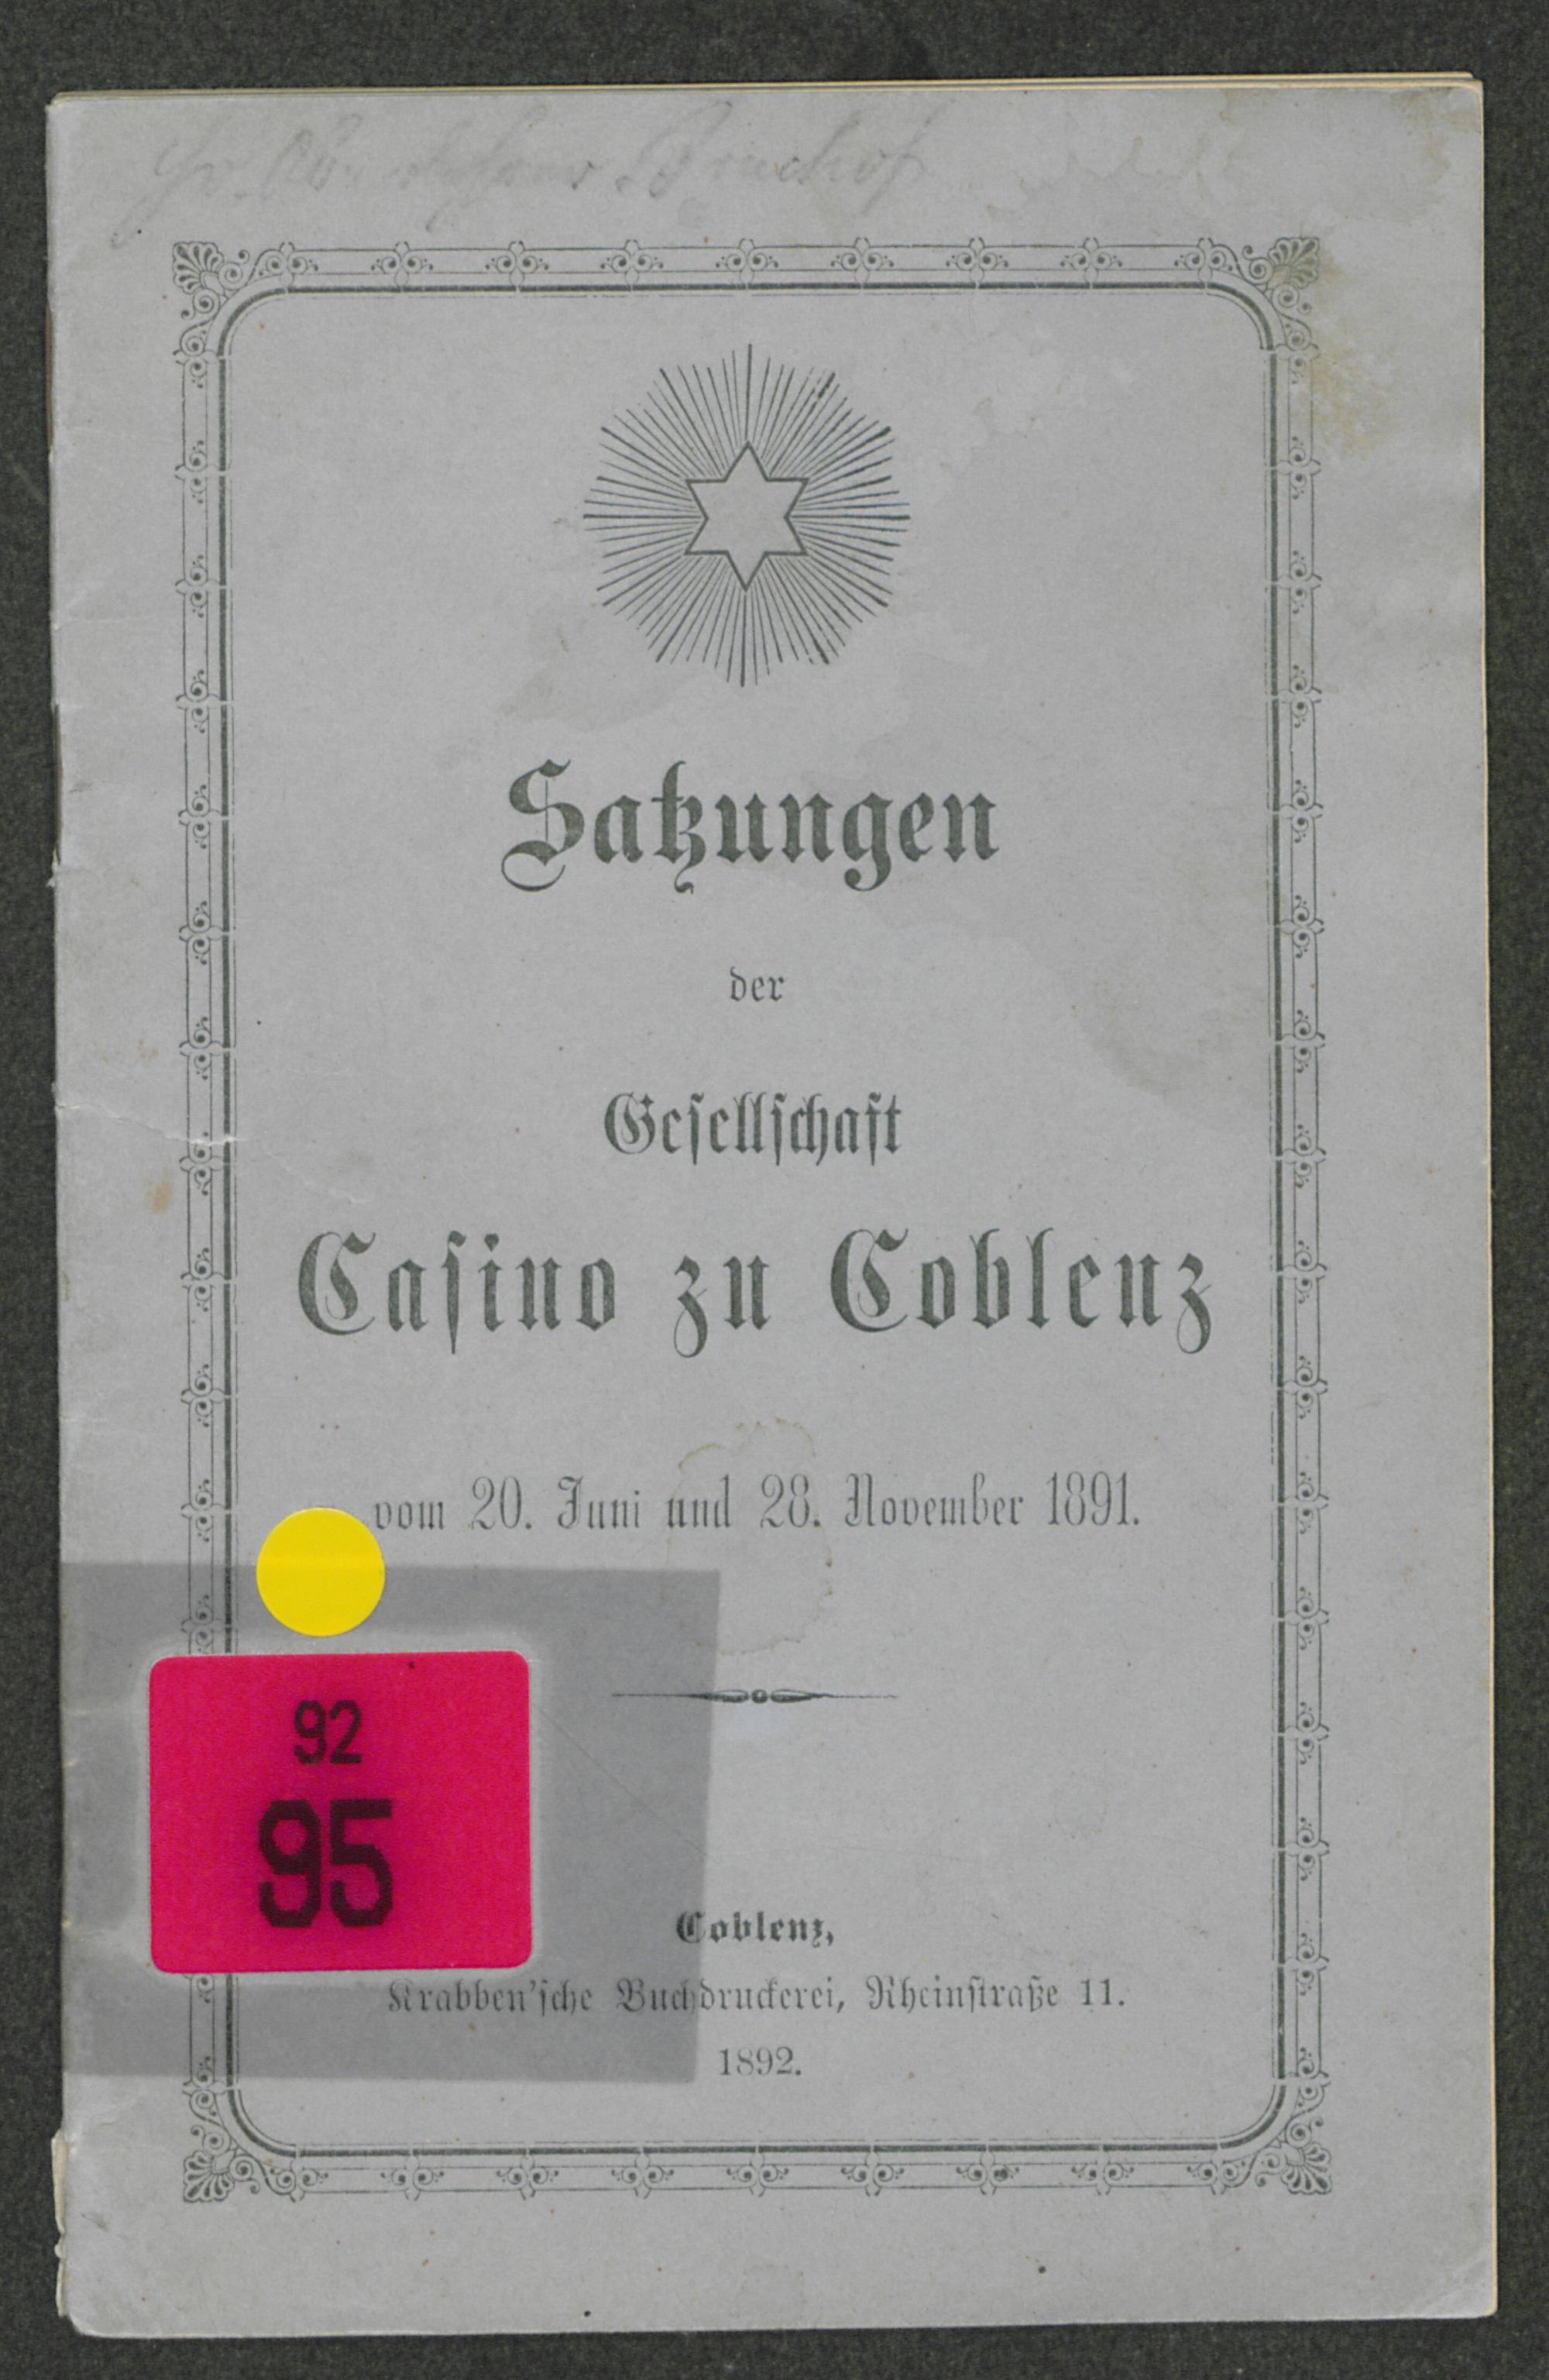 Satzungen
der
Gesellschaft
Casino zu Coblenz
vom 20. Juni und 28. November 1891.
92
95
Coblenz,
Krabben'sche Buchdruckerei, Rheinstraße 11.
1892.